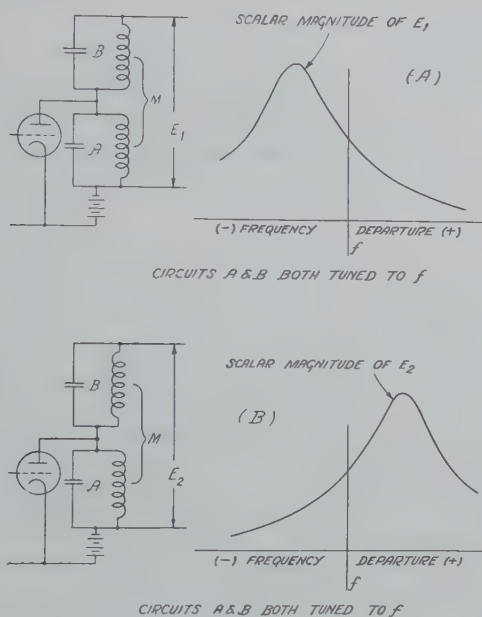 SCALAR MAGNITUDE OF E1
(A)
B
M
E1
A
(-) FREQUENCY
DEPARTURE (+)
f
CIRCUITS A & B BOTH TUNED TO f
SCALAR MAGNITUDE OF E2
(B)
B
M
E2
A
(-) FREQUENCY
DEPARTURE (+)
f
CIRCUITS A & B BOTH TUNED TO f